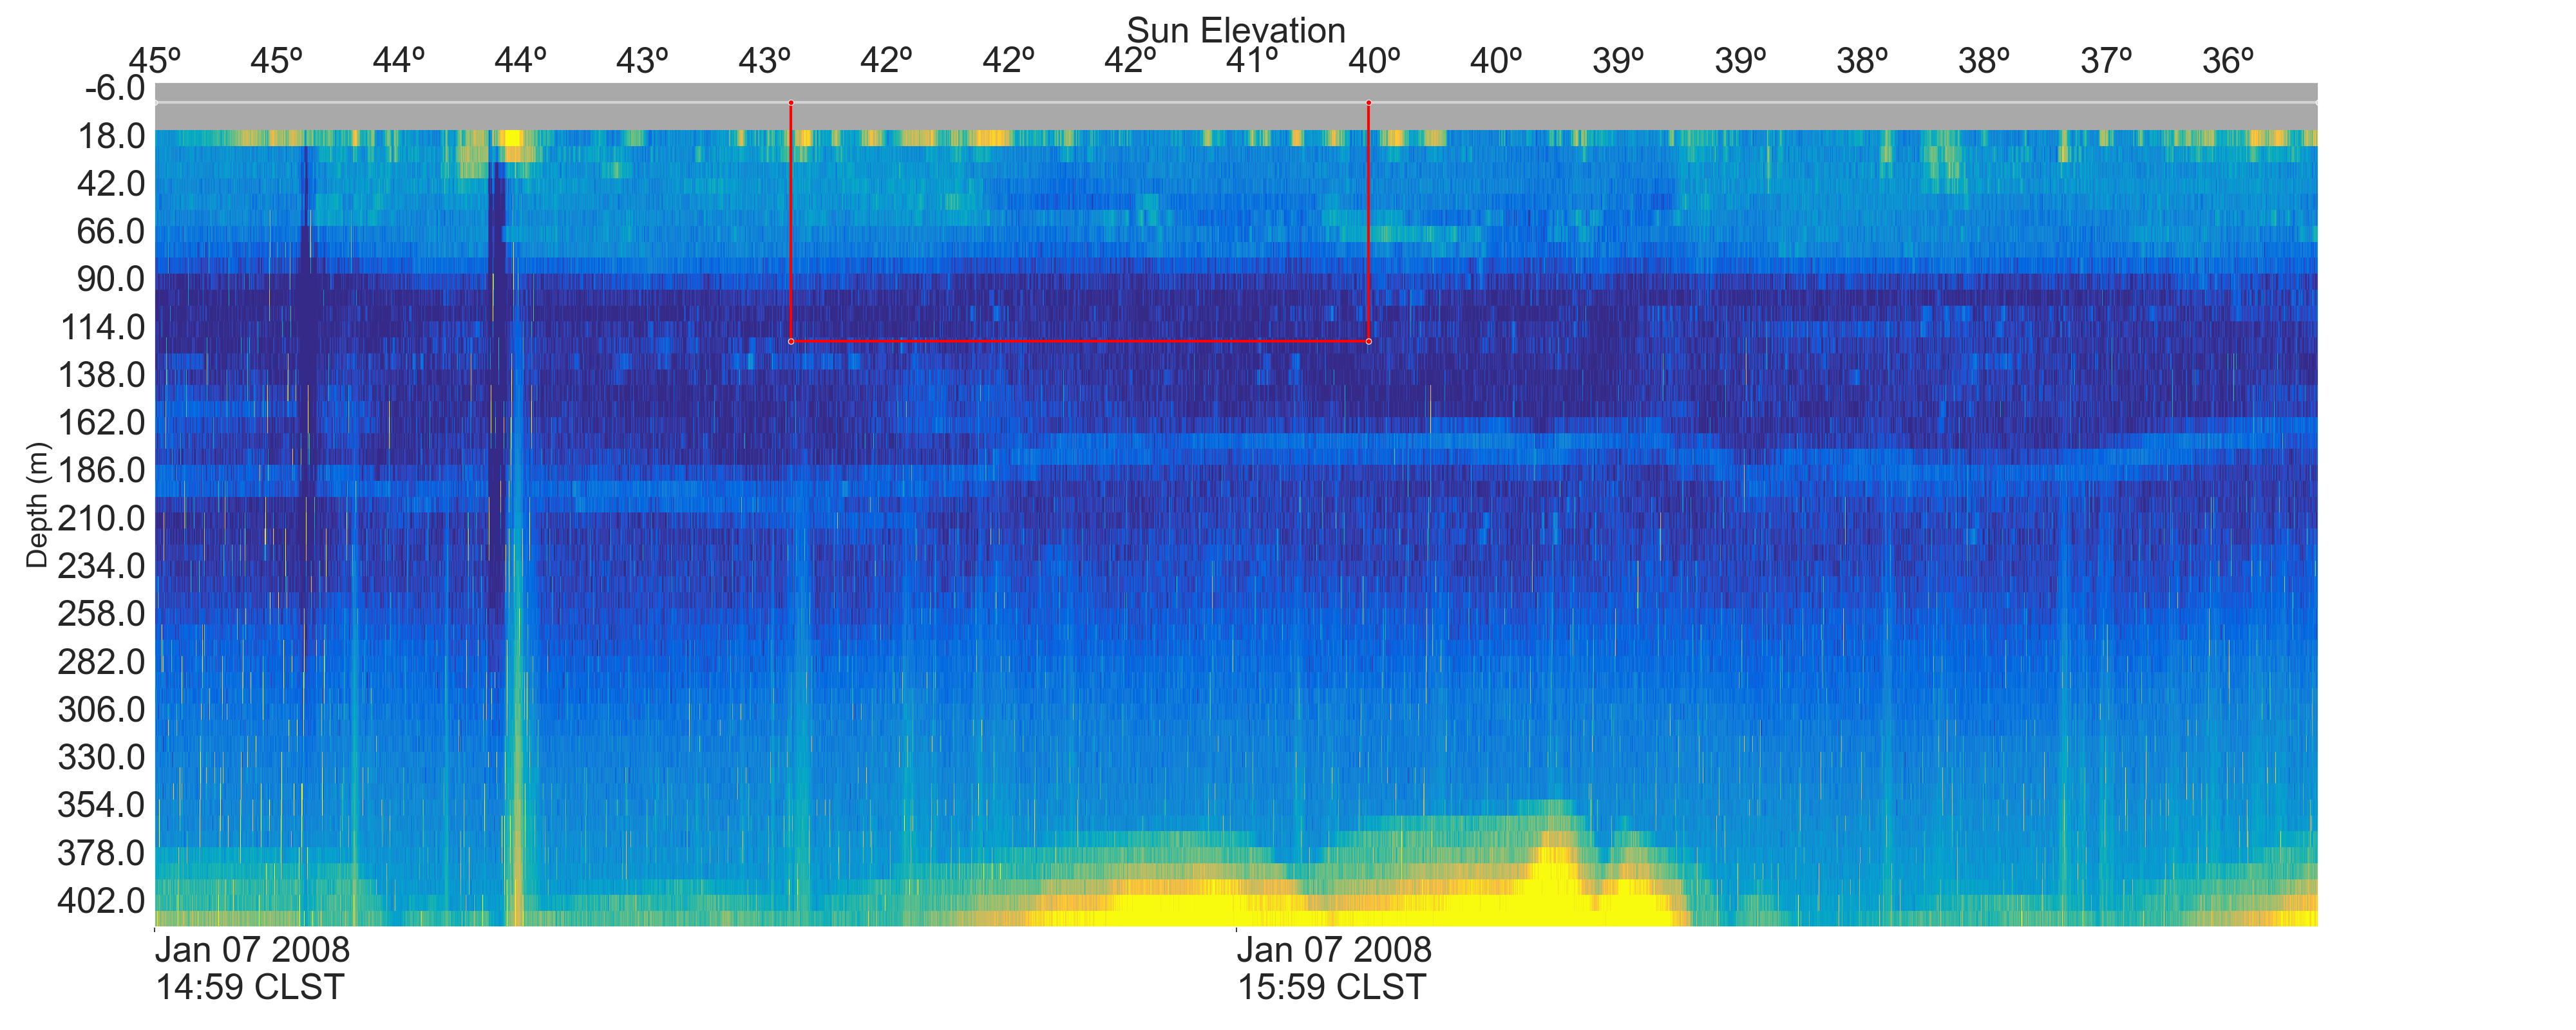 Sun Elevation
45º 45º 44º 44º 43º 43º 42º 42º 42º 41º 40º 40º 39º 39º 38º 38º 37º 36º
-6.0
18.0
42.0
66.0
90.0
114.0
138.0
162.0
186.0
210.0
234.0
258.0
282.0
306.0
330.0
354.0
378.0
402.0
Depth (m)
Jan 07 2008
14:59 CLST
Jan 07 2008
15:59 CLST